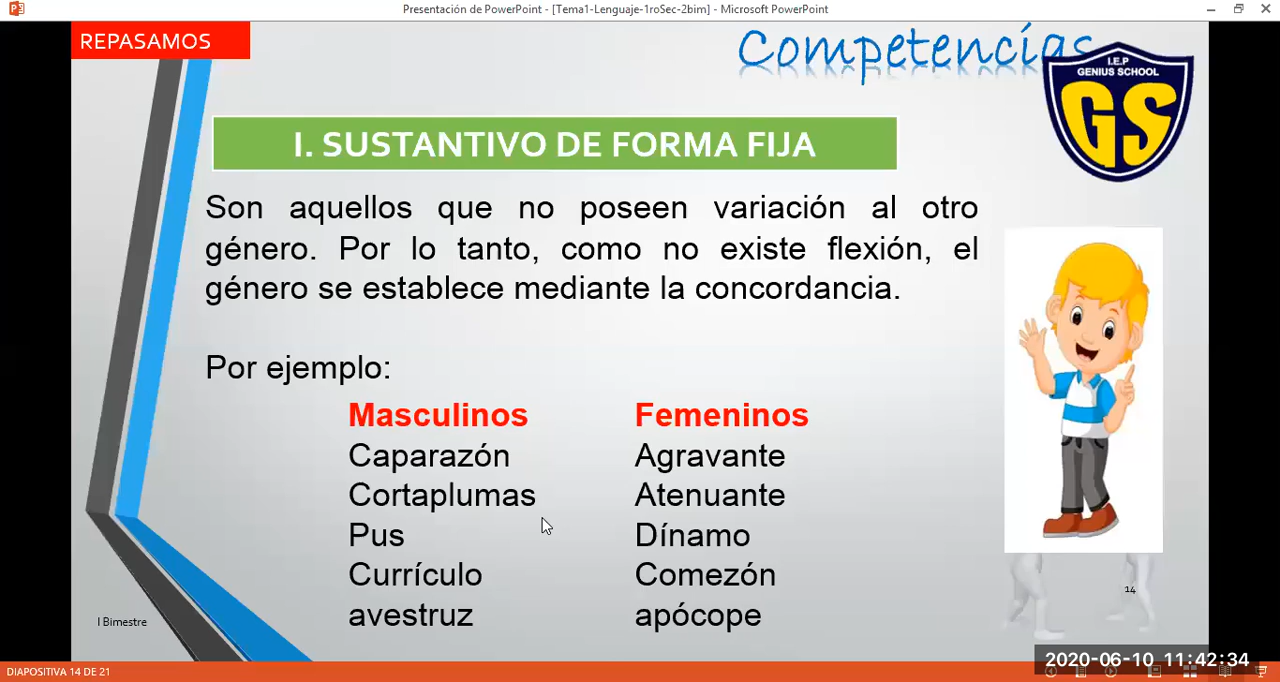 Presentación de PowerPoint - [Tema1-Lenguaje-1roSec-2bim] - Microsoft PowerPoint
REPASAMOS
Competencías
I.E.P
GENIUS SCHOOL
GS
I. SUSTANTIVO DE FORMA FIJA
Son aquellos que no poseen variación al otro
género. Por lo tanto, como no existe flexión, el
género se establece mediante la concordancia.
Por ejemplo:
Masculinos Femeninos
Caparazón Agravante
Cortaplumas Atenuante
Pus Dínamo
Currículo Comezón
avestruz apócope
14
I Bimestre
2020-06-10 11:42:34
DIAPOSITIVA 14 DE 21